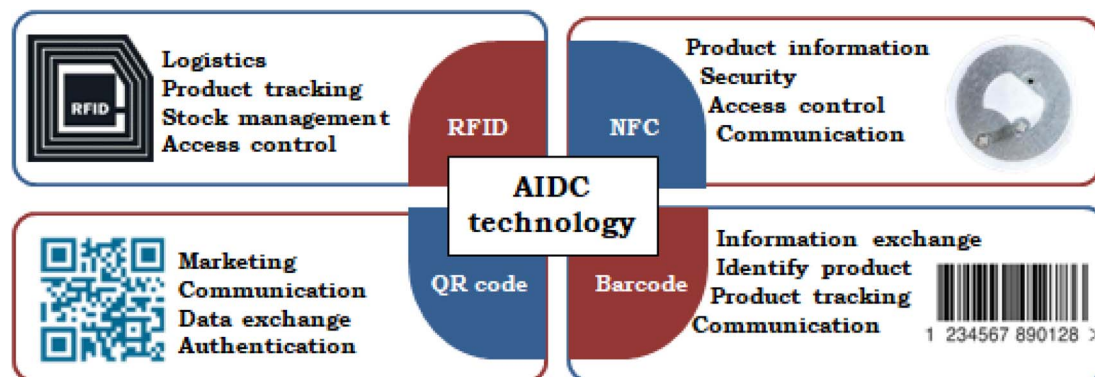 RFID
Logistics
Product tracking
Stock management
Access control
RFID
NFC
Product information
Security
Access control
Communication
AIDC
technology
Marketing
Communication
Data exchange
Authentication
QR code
Barcode
Information exchange
Identify product
Product tracking
Communication
1 234567 890128 >